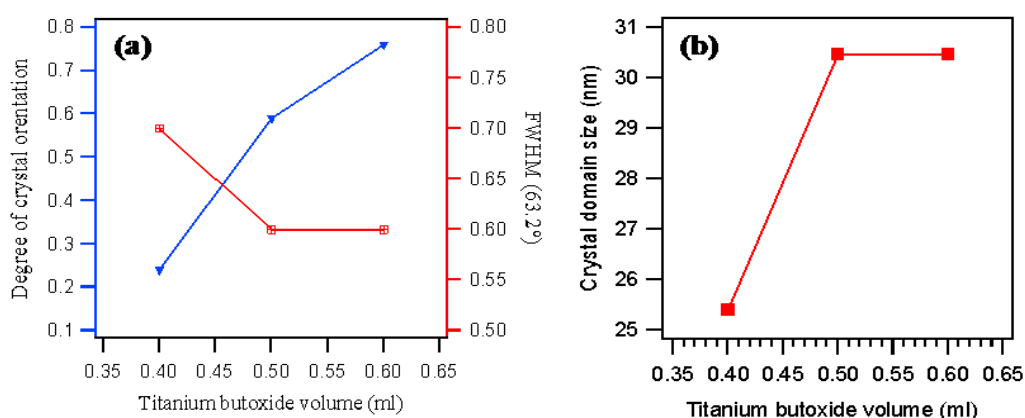 (a)
0.8
0.7
0.6
0.5
0.4
0.3
0.2
0.1
Degree of crystal orentation
0.80
0.75
0.70
0.65
0.60
0.55
0.50
FWHM (63.2°)
0.35 0.40 0.45 0.50 0.55 0.60 0.65
Titanium butoxide volume (ml)
(b)
31
30
29
28
27
26
25
Crystal domain size (nm)
0.35 0.40 0.45 0.50 0.55 0.60 0.65
Titanium butoxide volume (ml)